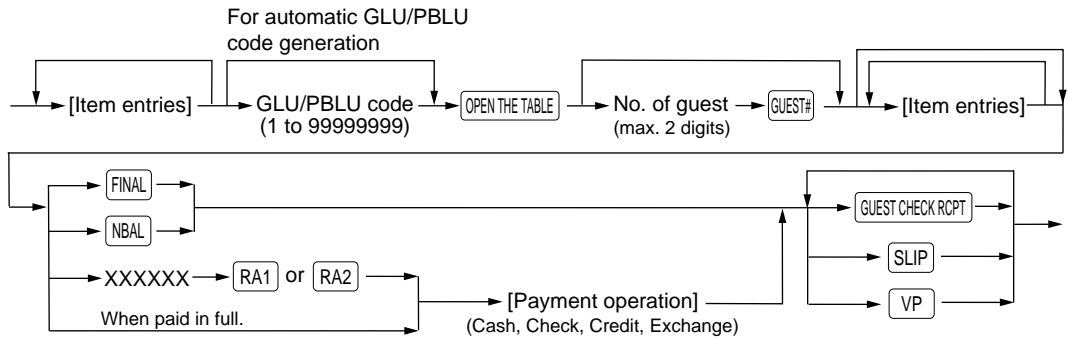 For automatic GLU/PBLU
code generation
[Item entries] GLU/PBLU code OPEN THE TABLE No. of guest GUEST# [Item entries]
(1 to 99999999) (max. 2 digits)
FINAL
GUEST CHECK RCPT
NBAL
SLIP
XXXXXX RA1 or RA2
[Payment operation] VP
When paid in full.
(Cash, Check, Credit, Exchange)